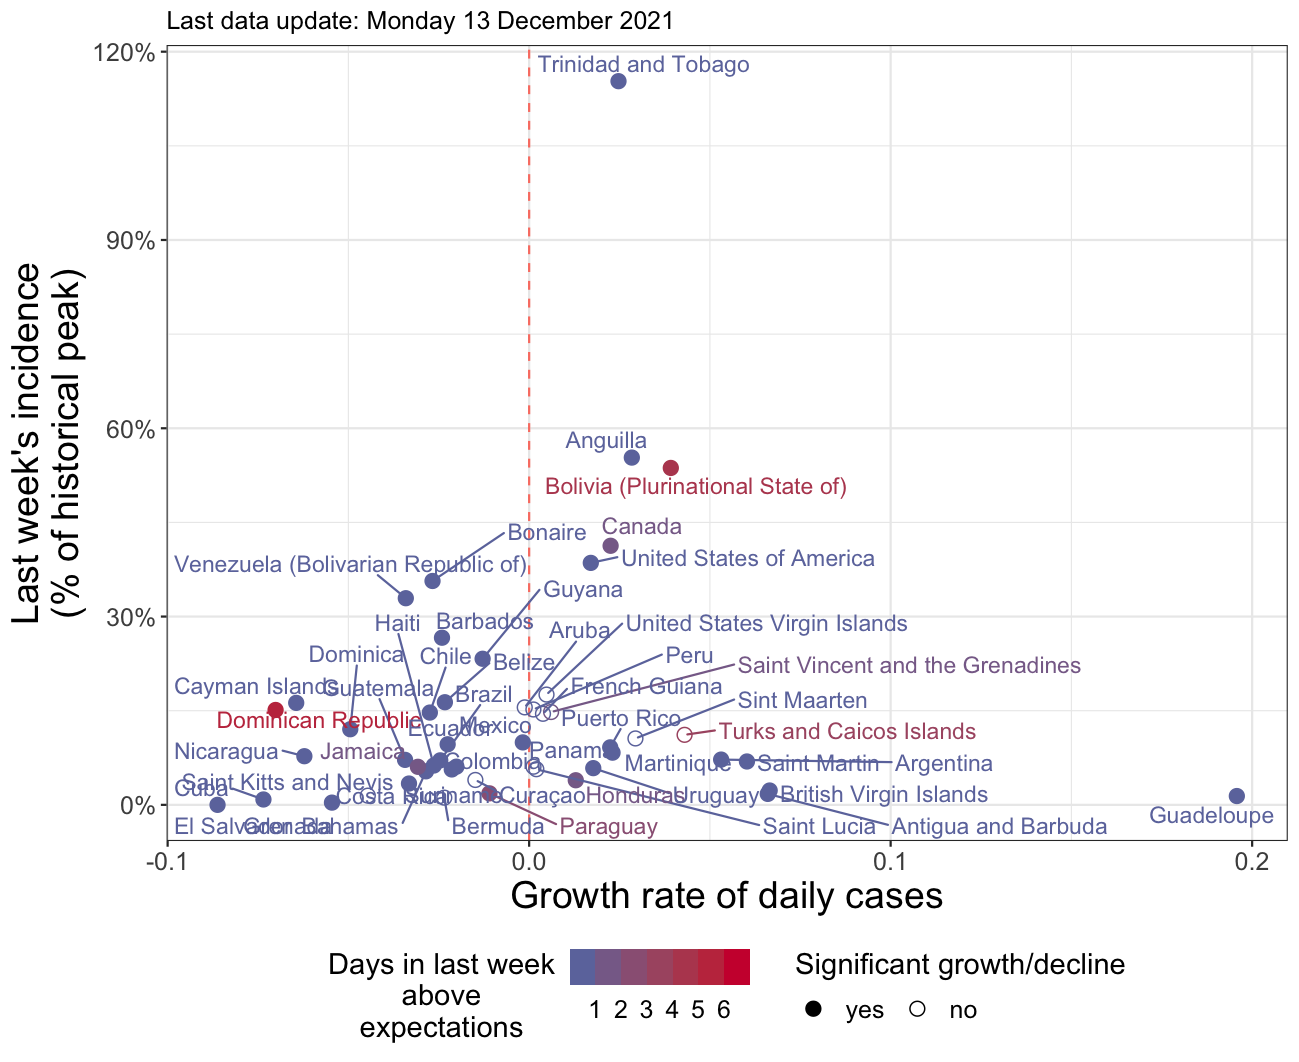 Last data update: Monday 13 December 2021
120%
90%
60%
30%
0%
Last week's incidence
(% of historical peak)
Trinidad and Tobago
Anguilla
Bolivia (Plurinational State of)
Canada
Bonaire
United States of America
Venezuela (Bolivarian Republic of)
Guyana
Haiti
Barbados
Aruba
United States Virgin Islands
Dominica
Chile
Belize
Peru
Saint Vincent and the Grenadines
Cayman Islands
Guatemala
Brazil
French Guiana
Sint Maarten
Dominican Republic
Ecuador
Mexico
Puerto Rico
Turks and Caicos Islands
Nicaragua
Jamaica
Colombia
Panama
Martinique
Saint Martin
Argentina
Cuba
Saint Kitts and Nevis
Costa Rica
Suriname
Curaçao
Honduras
Uruguay
British Virgin Islands
Guadeloupe
El Salvador
Grenada
Bahamas
Bermuda
Paraguay
Saint Lucia
Antigua and Barbuda
-0.1
0.0
0.1
0.2
Growth rate of daily cases
Days in last week
above
expectations
1 2 3 4 5 6
Significant growth/decline
yes
no